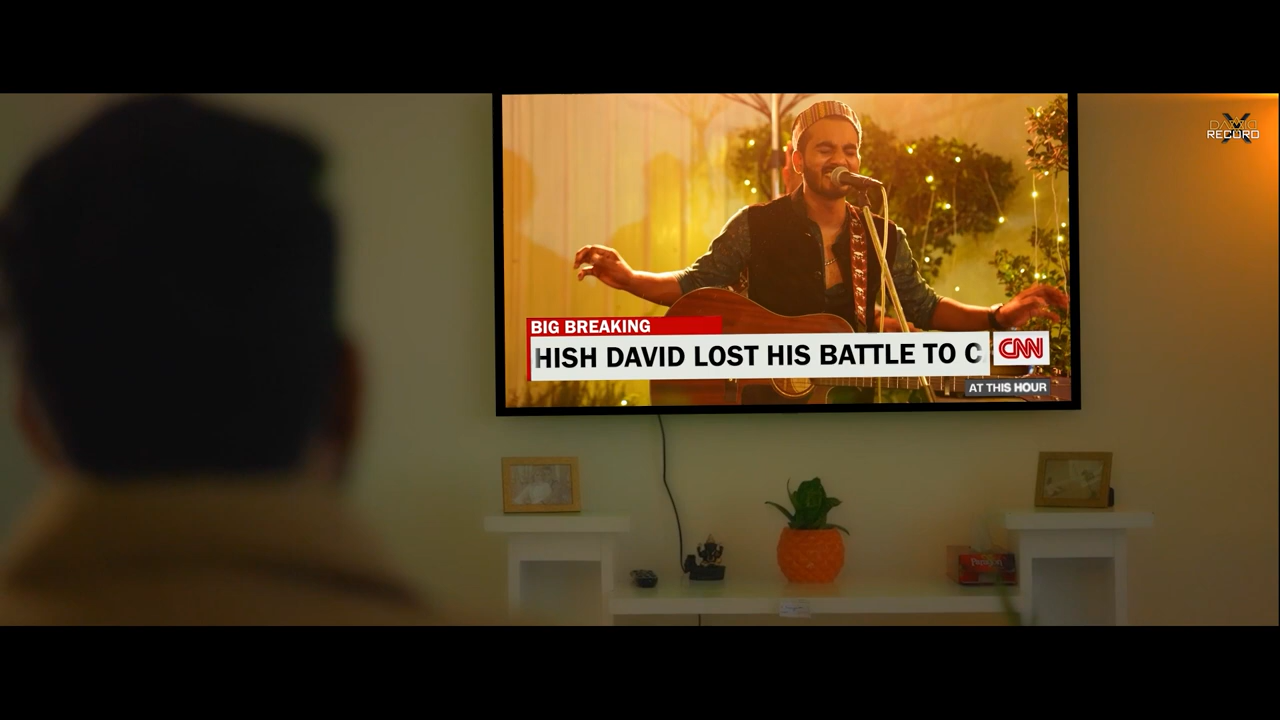 DAVID
RECORD
BIG BREAKING
HISH DAVID LOST HIS BATTLE TO C
CNN
AT THIS HOUR